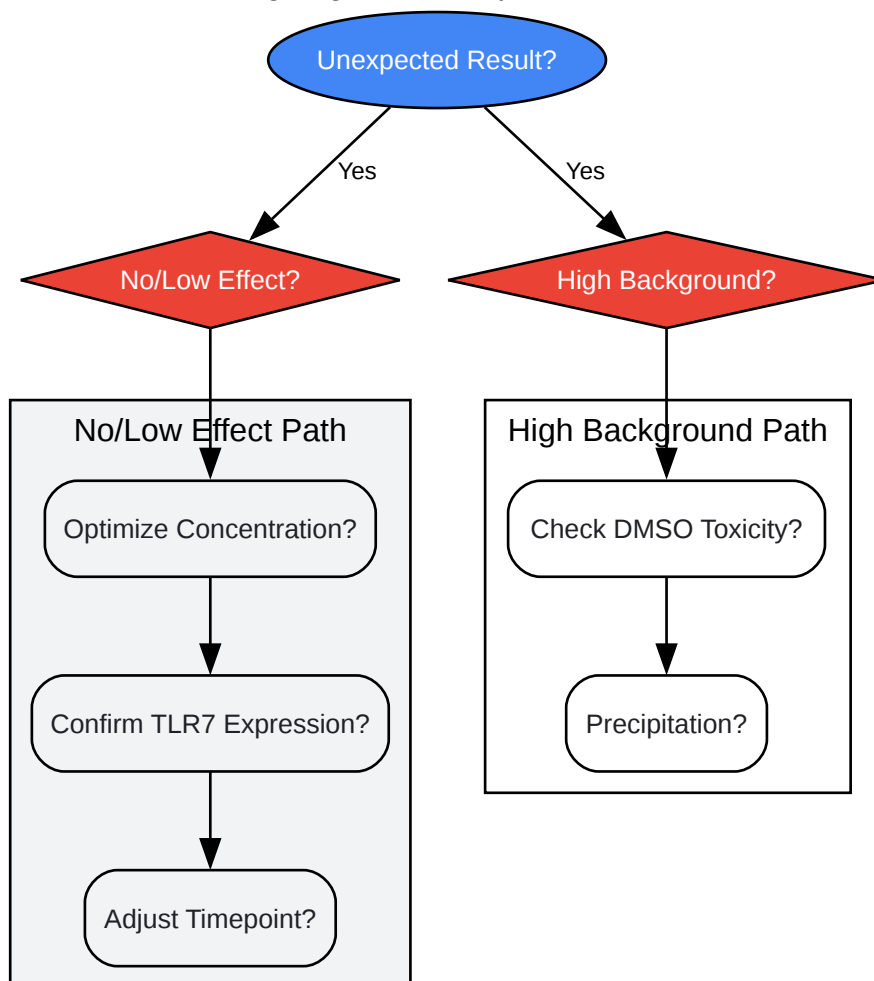 Unexpected Result?
Yes
Yes
No/Low Effect?
High Background?
No/Low Effect Path
High Background Path
Optimize Concentration?
Check DMSO Toxicity?
Confirm TLR7 Expression?
Precipitation?
Adjust Timepoint?